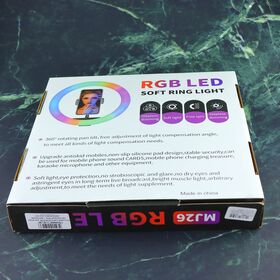 RGB LED
SOFT RING LIGHT
Soft light
360° rotating pan tilt, free adjustment of light compensation angle,
to meet all kinds of light compensation needs.
Upgrade antiskid mobiles, non-slip silicone pad design, stable security, can
be used for mobile phone sound CARDS, mobile phone charging treasure,
karaoke microphone and other equipment.
Soft light, eye protection, no stroboscopic and glare, no dry eyes and
astringent eyes in long-term live broadcast, bright muscle light, arbitrary
adjustment, to meet the needs of light supplement.
Made in china
MJ26 RGB LE